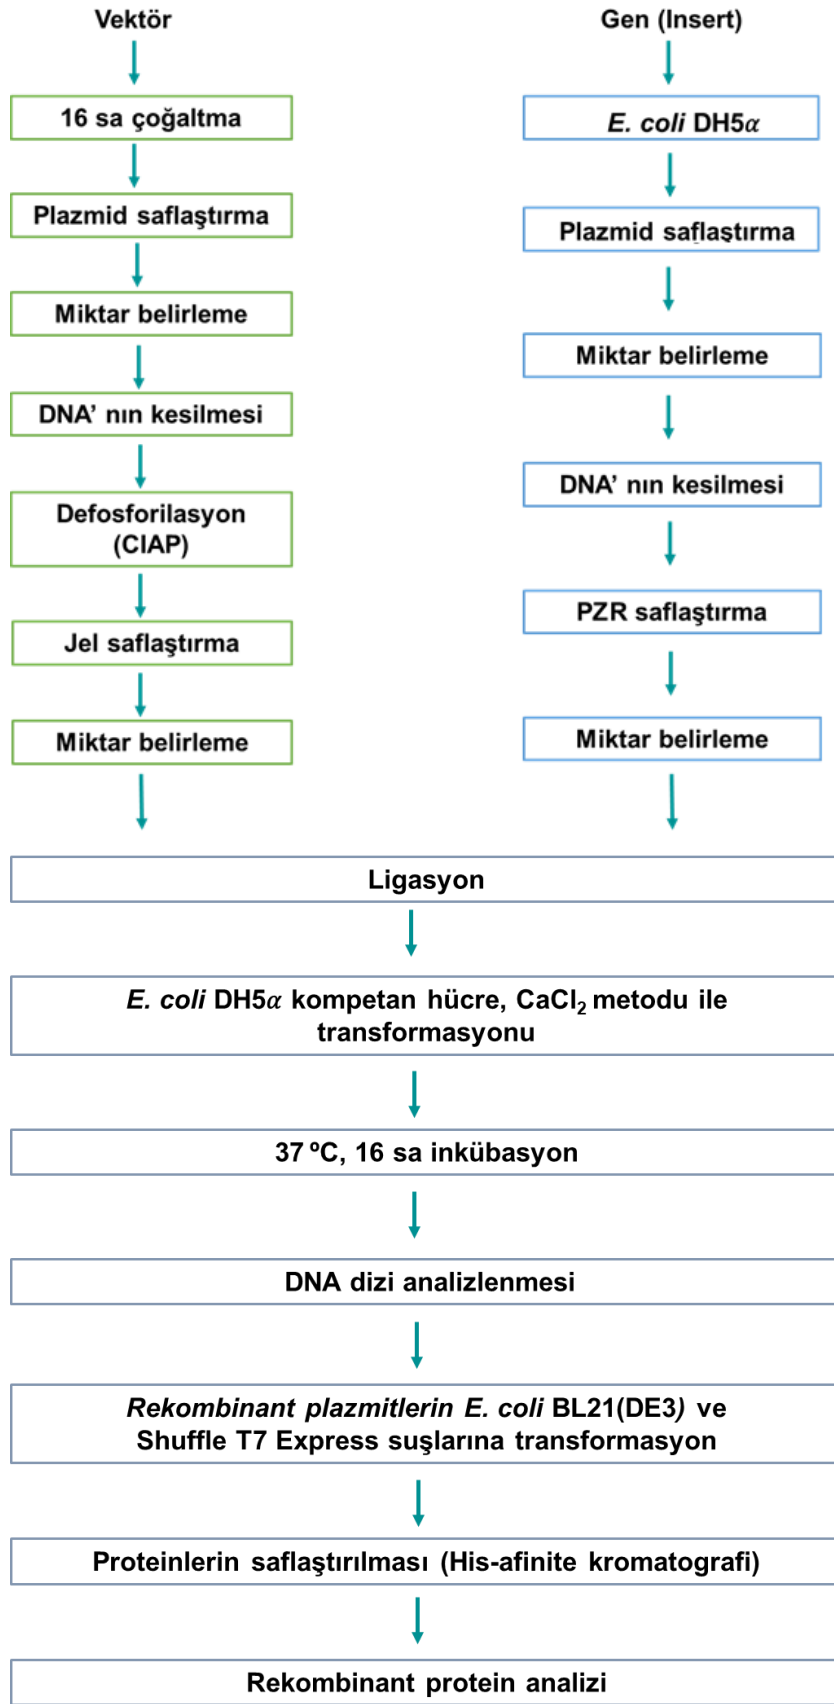 Vektör
16 sa çoğaltma
Plazmid saflaştırma
Miktar belirleme
DNA’ nın kesilmesi
Defosforilasyon
(CIAP)
Jel saflaştırma
Miktar belirleme
Gen (Insert)
E. coli DH5α
Plazmid saflaştırma
Miktar belirleme
DNA’ nın kesilmesi
PZR saflaştırma
Miktar belirleme
Ligasyon
E. coli DH5α kompetan hücre, CaCl₂ metodu ile
transformasyonu
37 ºC, 16 sa inkübasyon
DNA dizi analizlenmesi
Rekombinant plazmitlerin E. coli BL21(DE3) ve
Shuffle T7 Express suşlarına transformasyon
Proteinlerin saflaştırılması (His-afinite kromatografi)
Rekombinant protein analizi